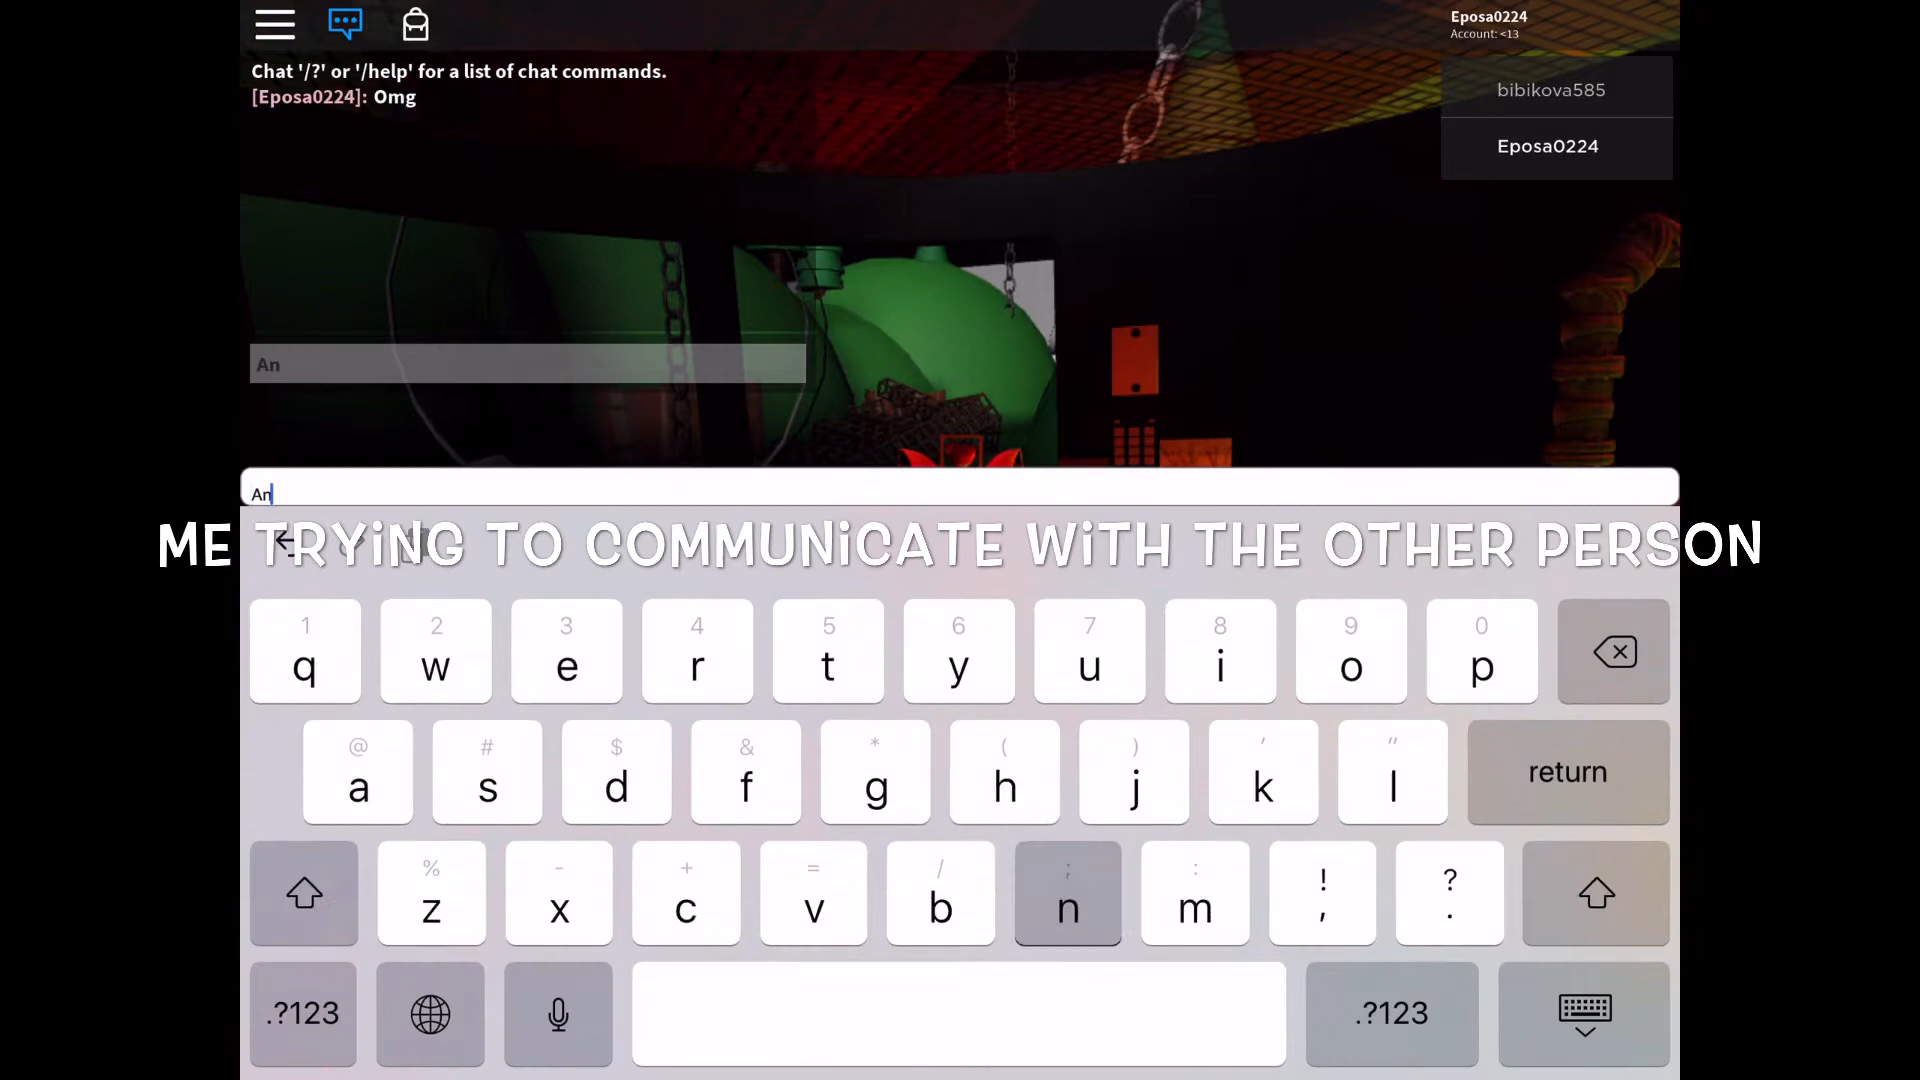 Eposa0224
Account: <13
Chat '/?' or '/help' for a list of chat commands.
[Eposa0224]: Omg
bibikova585
Eposa0224
An
An
ME TRYiNG TO COMMUNiCATE WiTH THE OTHER PERSON
1 2 3 4 5 6 7 8 9 0
q w e r t y u i o p
@ # $ & * ( ) ' "
a s d f g h j k l return
% - + = / ; : ! ?
z x c v b n m , .
.?123 .?123